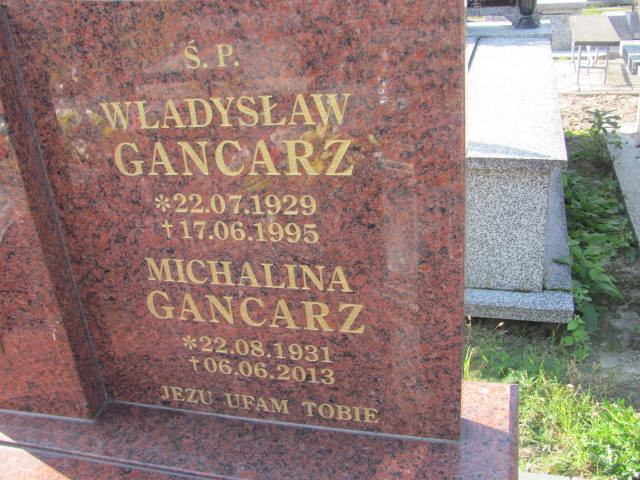 Ś. P.
WŁADYSŁAW
GANCARZ
*22.07.1929
†17.06.1995
MICHALINA
GANCARZ
*22.08.1931
†06.06.2013
JEZU UFAM TOBIE